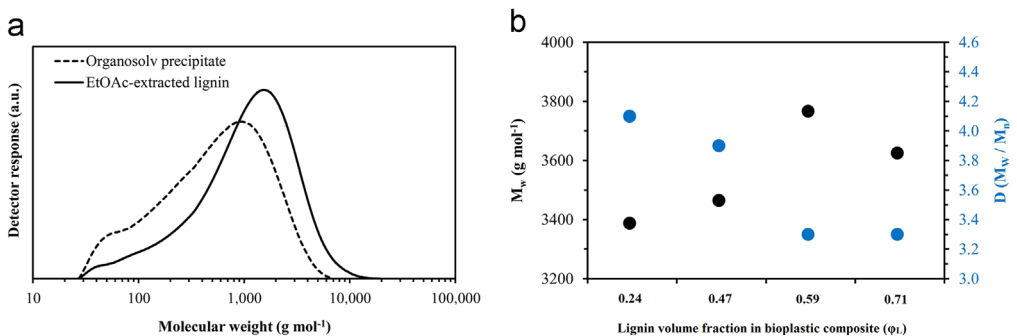 a
Organosolv precipitate
EtOAc-extracted lignin
Detector response (a.u.)
10
100
1,000
10,000
100,000
Molecular weight (g mol-1)
b
4000
3800
3600
3400
3200
Mw (g mol-1)
4.6
4.4
4.2
4.0
3.8
3.6
3.4
3.2
3.0
D (MW / Mn)
0.24
0.47
0.59
0.71
Lignin volume fraction in bioplastic composite (φL)